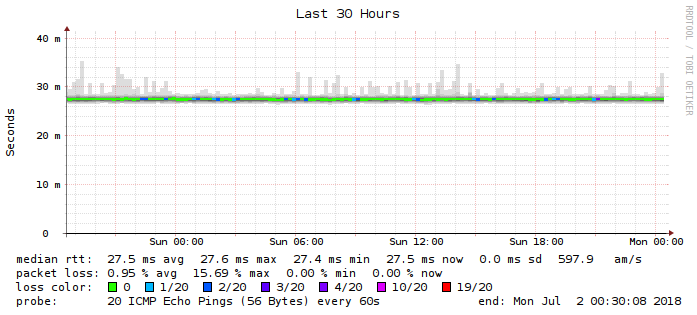 Last 30 Hours
RRDTOOL / TOBI OETIKER
Seconds
40 m
30 m
20 m
10 m
0
Sun 00:00 Sun 06:00 Sun 12:00 Sun 18:00 Mon 00:00
median rtt: 27.5 ms avg 27.6 ms max 27.4 ms min 27.5 ms now 0.0 ms sd 597.9 am/s
packet loss: 0.95 % avg 15.69 % max 0.00 % min 0.00 % now
loss color: 0 1/20 2/20 3/20 4/20 10/20 19/20
probe: 20 ICMP Echo Pings (56 Bytes) every 60s end: Mon Jul 2 00:30:08 2018